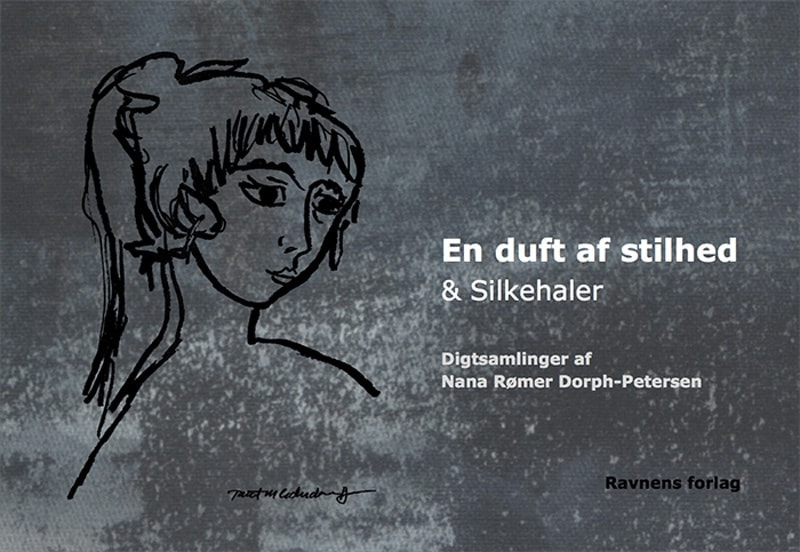 En duft af stilhed
& Silkehaler
Digtsamlinger af
Nana Rømer Dorph-Petersen
Ravnens forlag